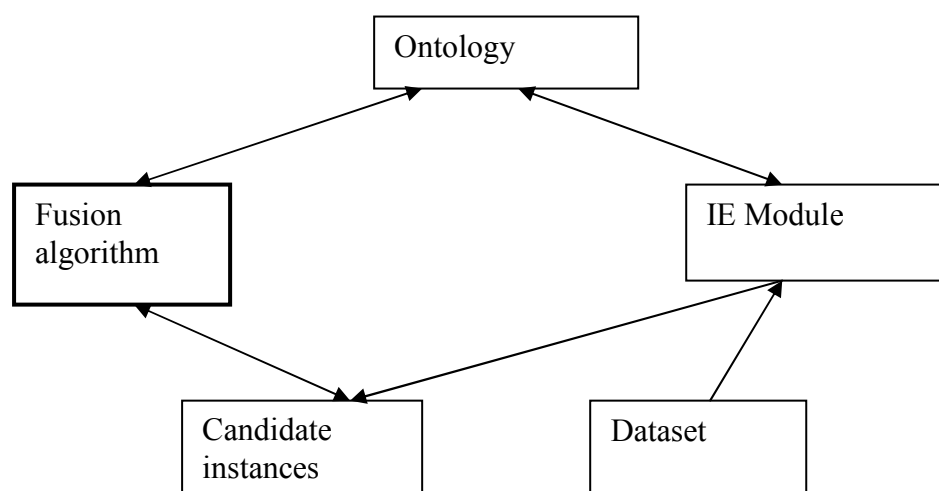 Ontology
Fusion
algorithm
IE Module
Candidate
instances
Dataset